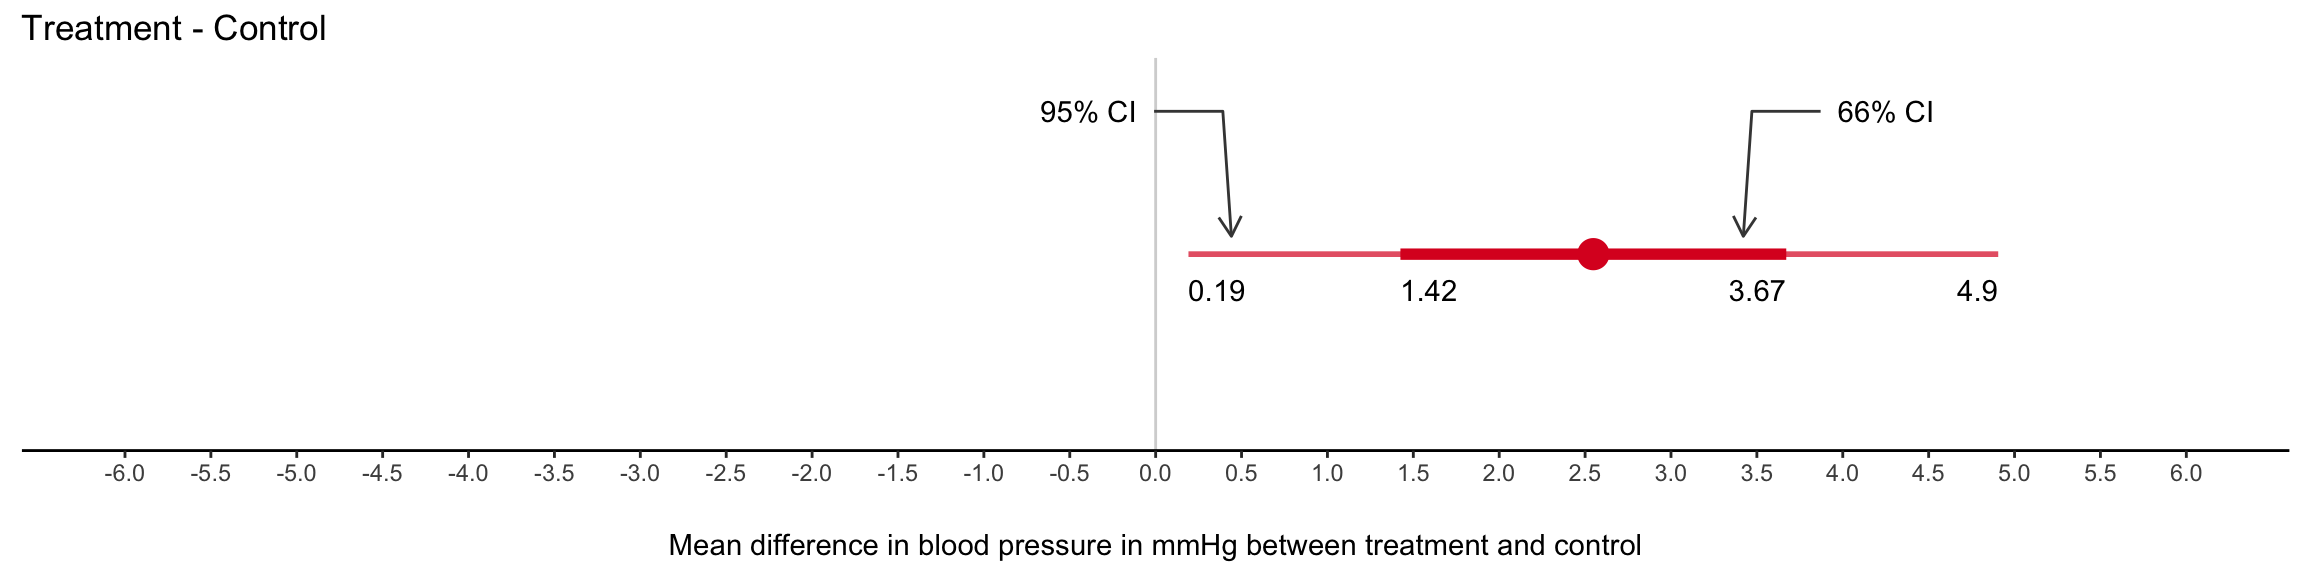 Treatment - Control
95% CI 66% CI
0.19 1.42 3.67 4.9
-6.0 -5.5 -5.0 -4.5 -4.0 -3.5 -3.0 -2.5 -2.0 -1.5 -1.0 -0.5 0.0 0.5 1.0 1.5 2.0 2.5 3.0 3.5 4.0 4.5 5.0 5.5 6.0
Mean difference in blood pressure in mmHg between treatment and control